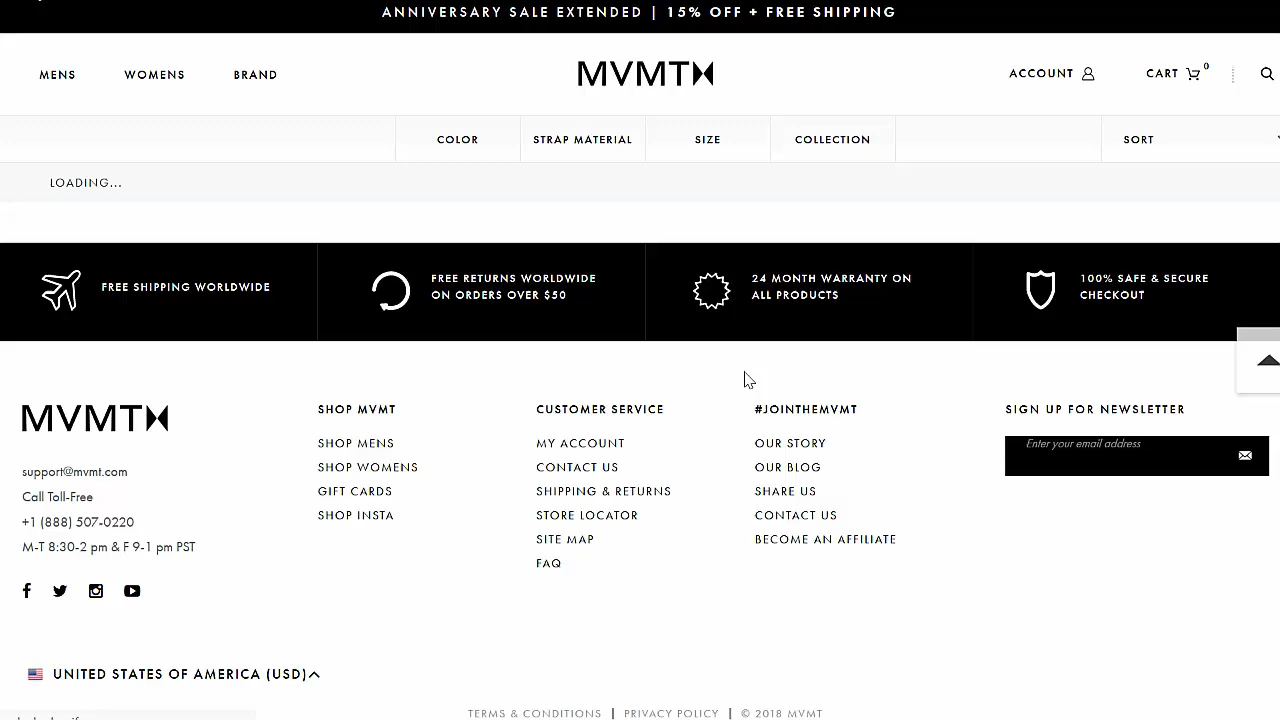 ANNIVERSARY SALE EXTENDED | 15% OFF + FREE SHIPPING
MENS WOMENS BRAND MVMT ACCOUNT CART 0
COLOR STRAP MATERIAL SIZE COLLECTION SORT
LOADING...
FREE SHIPPING WORLDWIDE
FREE RETURNS WORLDWIDE
ON ORDERS OVER $50
24 MONTH WARRANTY ON
ALL PRODUCTS
100% SAFE & SECURE
CHECKOUT
MVMT
support@mvmt.com
Call Toll-Free
+1 (888) 507-0220
M-T 8:30-2 pm & F 9-1 pm PST
SHOP MVMT
SHOP MENS
SHOP WOMENS
GIFT CARDS
SHOP INSTA
CUSTOMER SERVICE
MY ACCOUNT
CONTACT US
SHIPPING & RETURNS
STORE LOCATOR
SITE MAP
FAQ
#JOINTHEMVMT
OUR STORY
OUR BLOG
SHARE US
CONTACT US
BECOME AN AFFILIATE
SIGN UP FOR NEWSLETTER
Enter your email address
UNITED STATES OF AMERICA (USD)
TERMS & CONDITIONS | PRIVACY POLICY | © 2018 MVMT